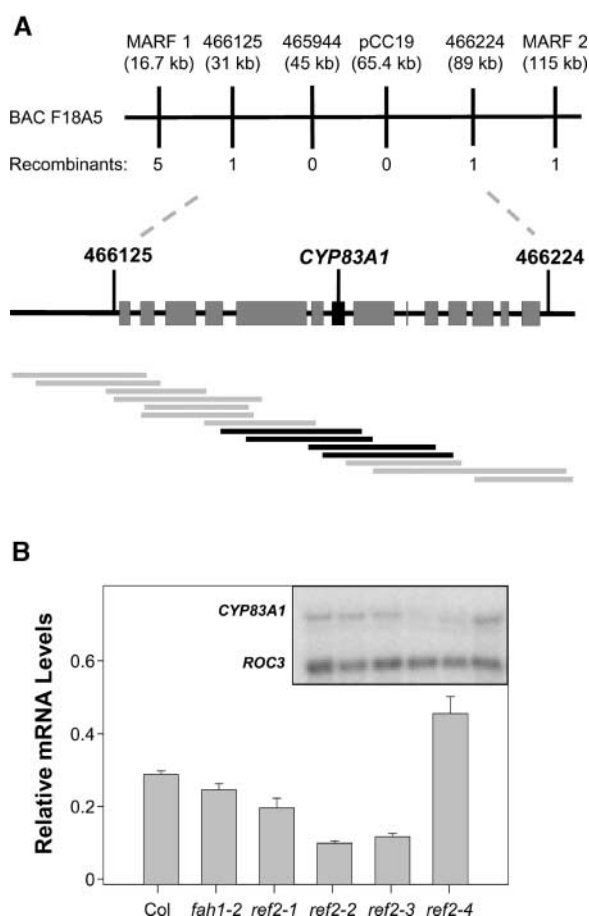 A
MARF 1 466125 465944 pCC19 466224 MARF 2
(16.7 kb) (31 kb) (45 kb) (65.4 kb) (89 kb) (115 kb)
BAC F18A5
Recombinants: 5 1 0 0 1 1
466125 CYP83A1 466224
B
CYP83A1
ROC3
Relative mRNA Levels
0.6
0.4
0.2
0
Col fah1-2 ref2-1 ref2-2 ref2-3 ref2-4